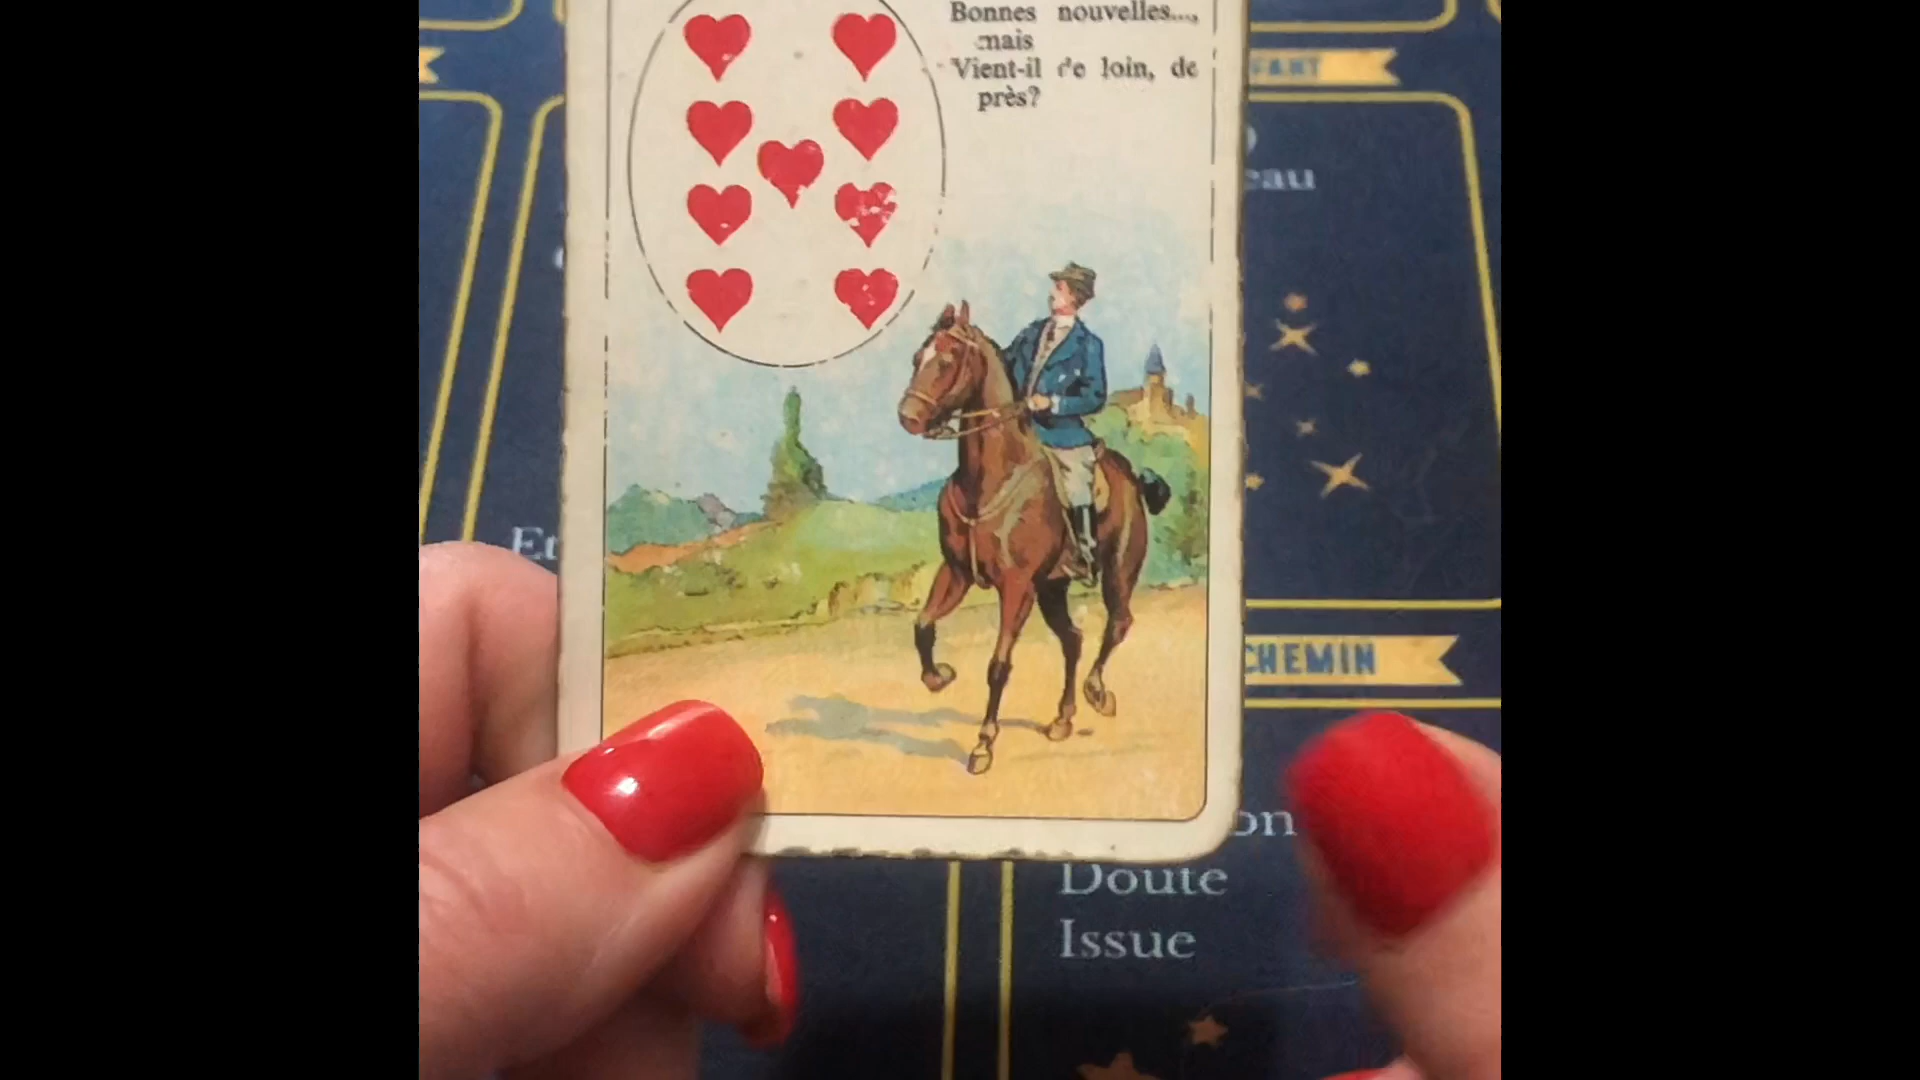 Bonnes nouvelles...,
mais
Vient-il de loin, de
près?
CHEMIN
Doute
Issue